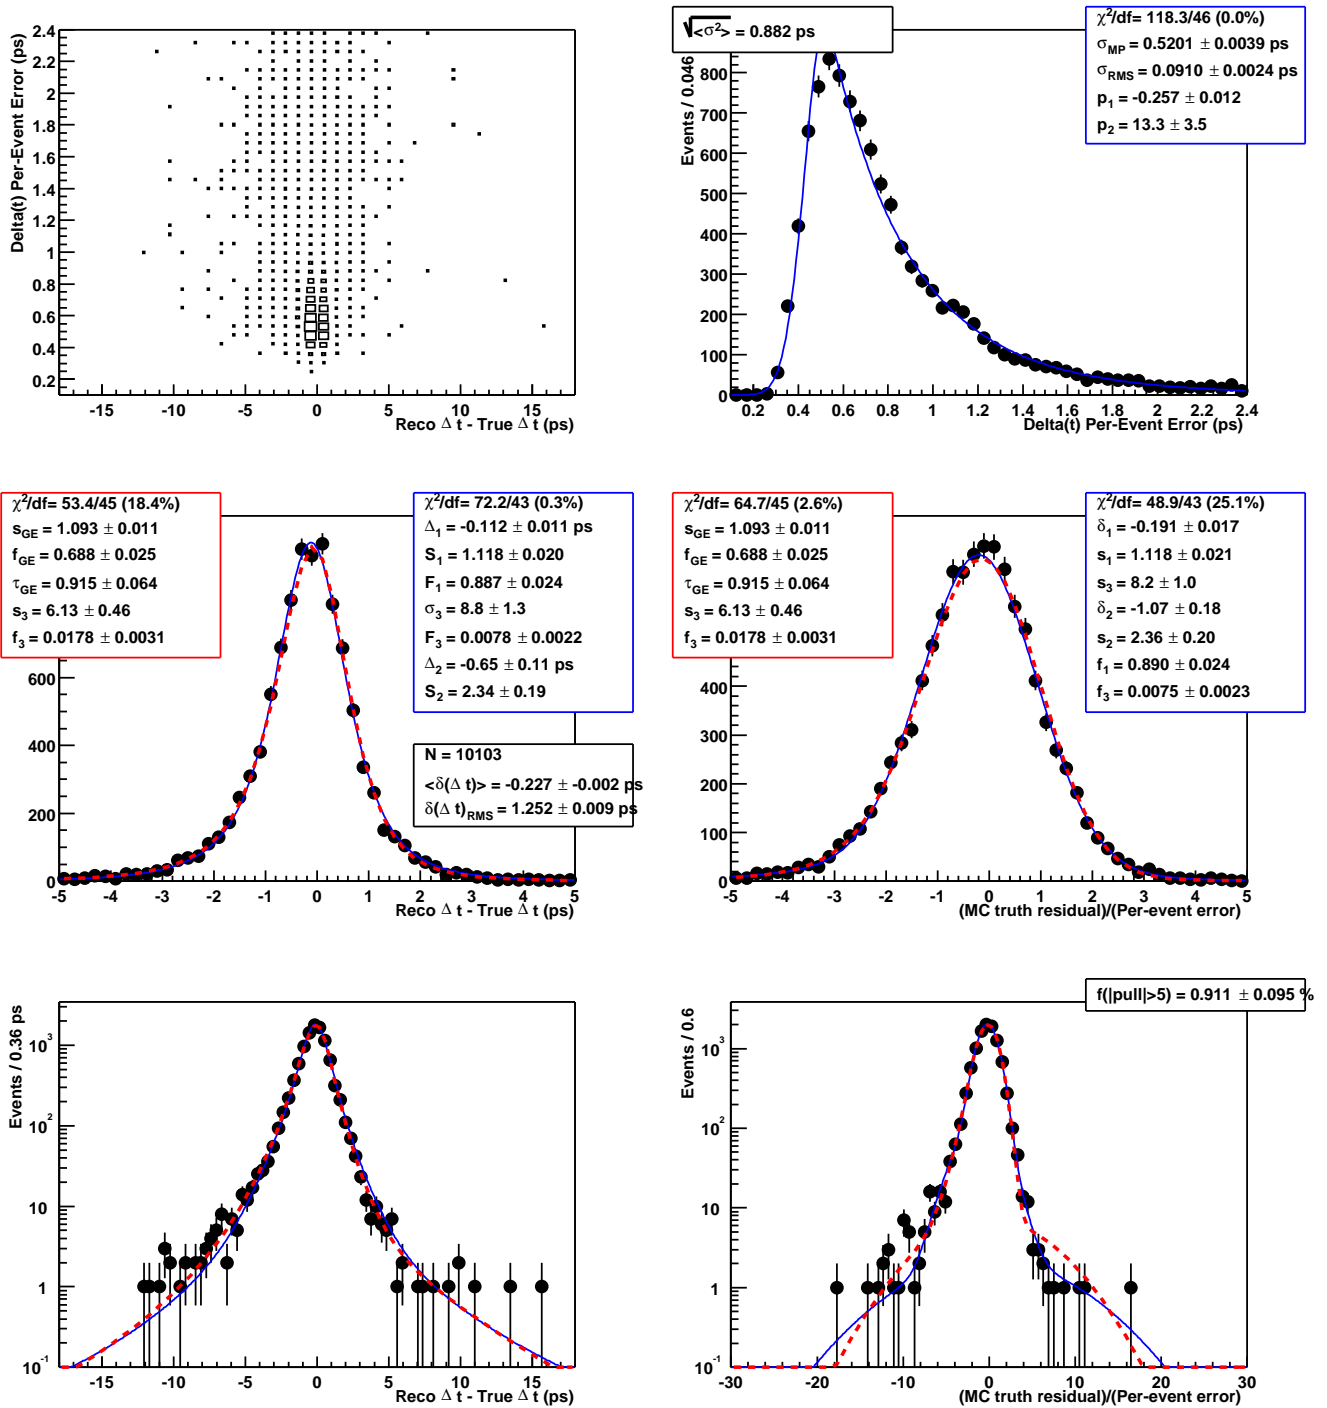 Delta(t) Per-Event Error (ps)
2.4
2.2
2
1.8
1.6
1.4
1.2
1
0.8
0.6
0.4
0.2
-15 -10 -5 0 5 10 15
Reco Δ t - True Δ t (ps)
√<σ²> = 0.882 ps
χ²/df= 118.3/46 (0.0%)
σMP = 0.5201 ± 0.0039 ps
σRMS = 0.0910 ± 0.0024 ps
p1 = -0.257 ± 0.012
p2 = 13.3 ± 3.5
Events / 0.046
800
700
600
500
400
300
200
100
0
0.2 0.4 0.6 0.8 1 1.2 1.4 1.6 1.8 2 2.2 2.4
Delta(t) Per-Event Error (ps)
χ²/df= 53.4/45 (18.4%)
sGE = 1.093 ± 0.011
fGE = 0.688 ± 0.025
τGE = 0.915 ± 0.064
s3 = 6.13 ± 0.46
f3 = 0.0178 ± 0.0031
χ²/df= 72.2/43 (0.3%)
Δ1 = -0.112 ± 0.011 ps
S1 = 1.118 ± 0.020
F1 = 0.887 ± 0.024
σ3 = 8.8 ± 1.3
F3 = 0.0078 ± 0.0022
Δ2 = -0.65 ± 0.11 ps
S2 = 2.34 ± 0.19
N = 10103
<δ(Δ t)> = -0.227 ± -0.002 ps
δ(Δ t)RMS = 1.252 ± 0.009 ps
600
400
200
0
-5 -4 -3 -2 -1 0 1 2 3 4 5
Reco Δ t - True Δ t (ps)
χ²/df= 64.7/45 (2.6%)
sGE = 1.093 ± 0.011
fGE = 0.688 ± 0.025
τGE = 0.915 ± 0.064
s3 = 6.13 ± 0.46
f3 = 0.0178 ± 0.0031
χ²/df= 48.9/43 (25.1%)
δ1 = -0.191 ± 0.017
s1 = 1.118 ± 0.021
s3 = 8.2 ± 1.0
δ2 = -1.07 ± 0.18
s2 = 2.36 ± 0.20
f1 = 0.890 ± 0.024
f3 = 0.0075 ± 0.0023
400
300
200
100
0
-5 -4 -3 -2 -1 0 1 2 3 4 5
(MC truth residual)/(Per-event error)
Events / 0.36 ps
10³
10²
10
1
10⁻¹
-15 -10 -5 0 5 10 15
Reco Δ t - True Δ t (ps)
f(|pull|>5) = 0.911 ± 0.095 %
Events / 0.6
10³
10²
10
1
10⁻¹
-30 -20 -10 0 10 20 30
(MC truth residual)/(Per-event error)